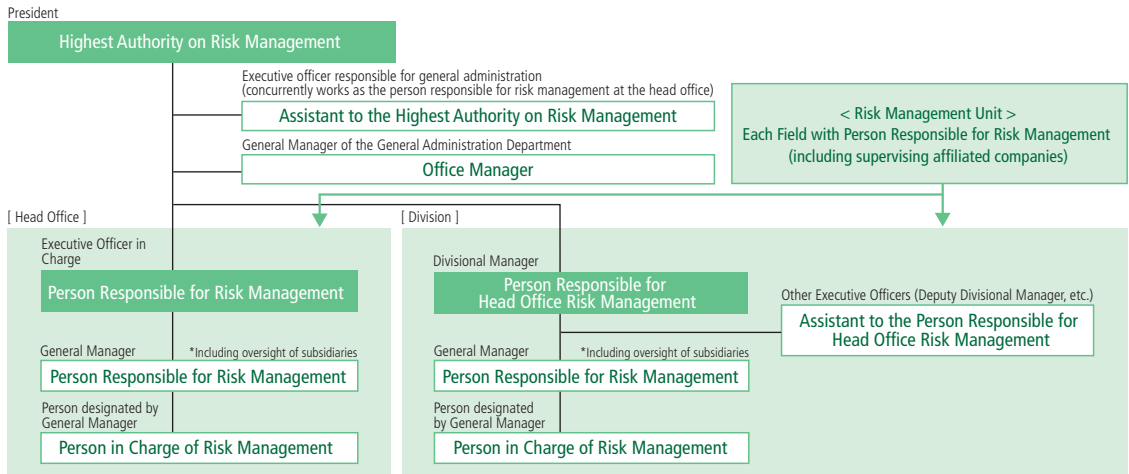 President
Highest Authority on Risk Management
Executive officer responsible for general administration
(concurrently works as the person responsible for risk management at the head office)
Assistant to the Highest Authority on Risk Management
General Manager of the General Administration Department
Office Manager
< Risk Management Unit >
Each Field with Person Responsible for Risk Management
(including supervising affiliated companies)
[ Head Office ]
Executive Officer in
Charge
Person Responsible for Risk Management
General Manager
*Including oversight of subsidiaries
Person Responsible for Risk Management
Person designated by
General Manager
Person in Charge of Risk Management
[ Division ]
Divisional Manager
Person Responsible for
Head Office Risk Management
Other Executive Officers (Deputy Divisional Manager, etc.)
Assistant to the Person Responsible for
Head Office Risk Management
General Manager
*Including oversight of subsidiaries
Person Responsible for Risk Management
Person designated
by General Manager
Person in Charge of Risk Management